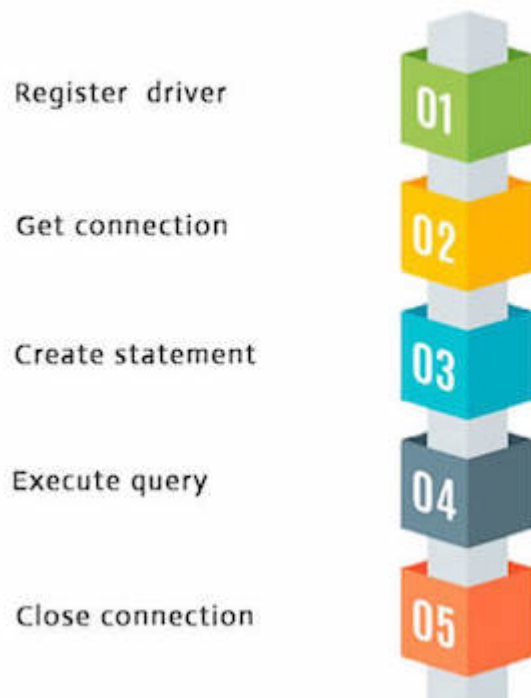 Register driver
01
Get connection
02
Create statement
03
Execute query
04
Close connection
05